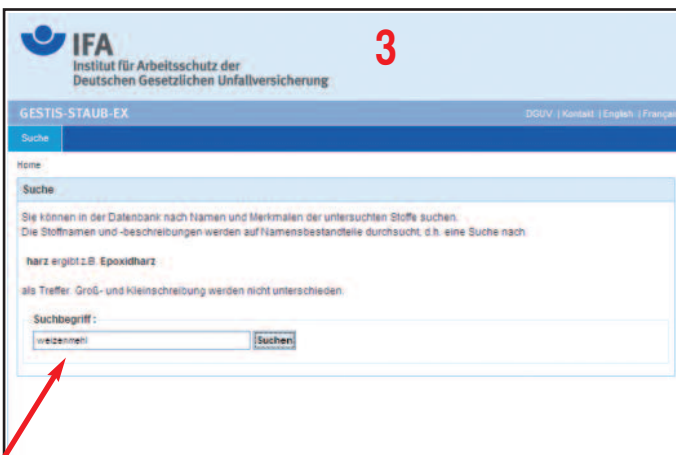 IFA
Institut für Arbeitsschutz der
Deutschen Gesetzlichen Unfallversicherung
3
GESTIS-STAUB-EX
DGUV | Kontakt | English | Françai
Suche
Home
Suche
Sie können in der Datenbank nach Namen und Merkmalen der untersuchten Stoffe suchen.
Die Stoffnamen und -beschreibungen werden auf Namensbestandteile durchsucht, d.h. eine Suche nach
harz ergibt z.B. Epoxidharz
als Treffer. Groß- und Kleinschreibung werden nicht unterschieden.
Suchbegriff :
weizenmehl
Suchen